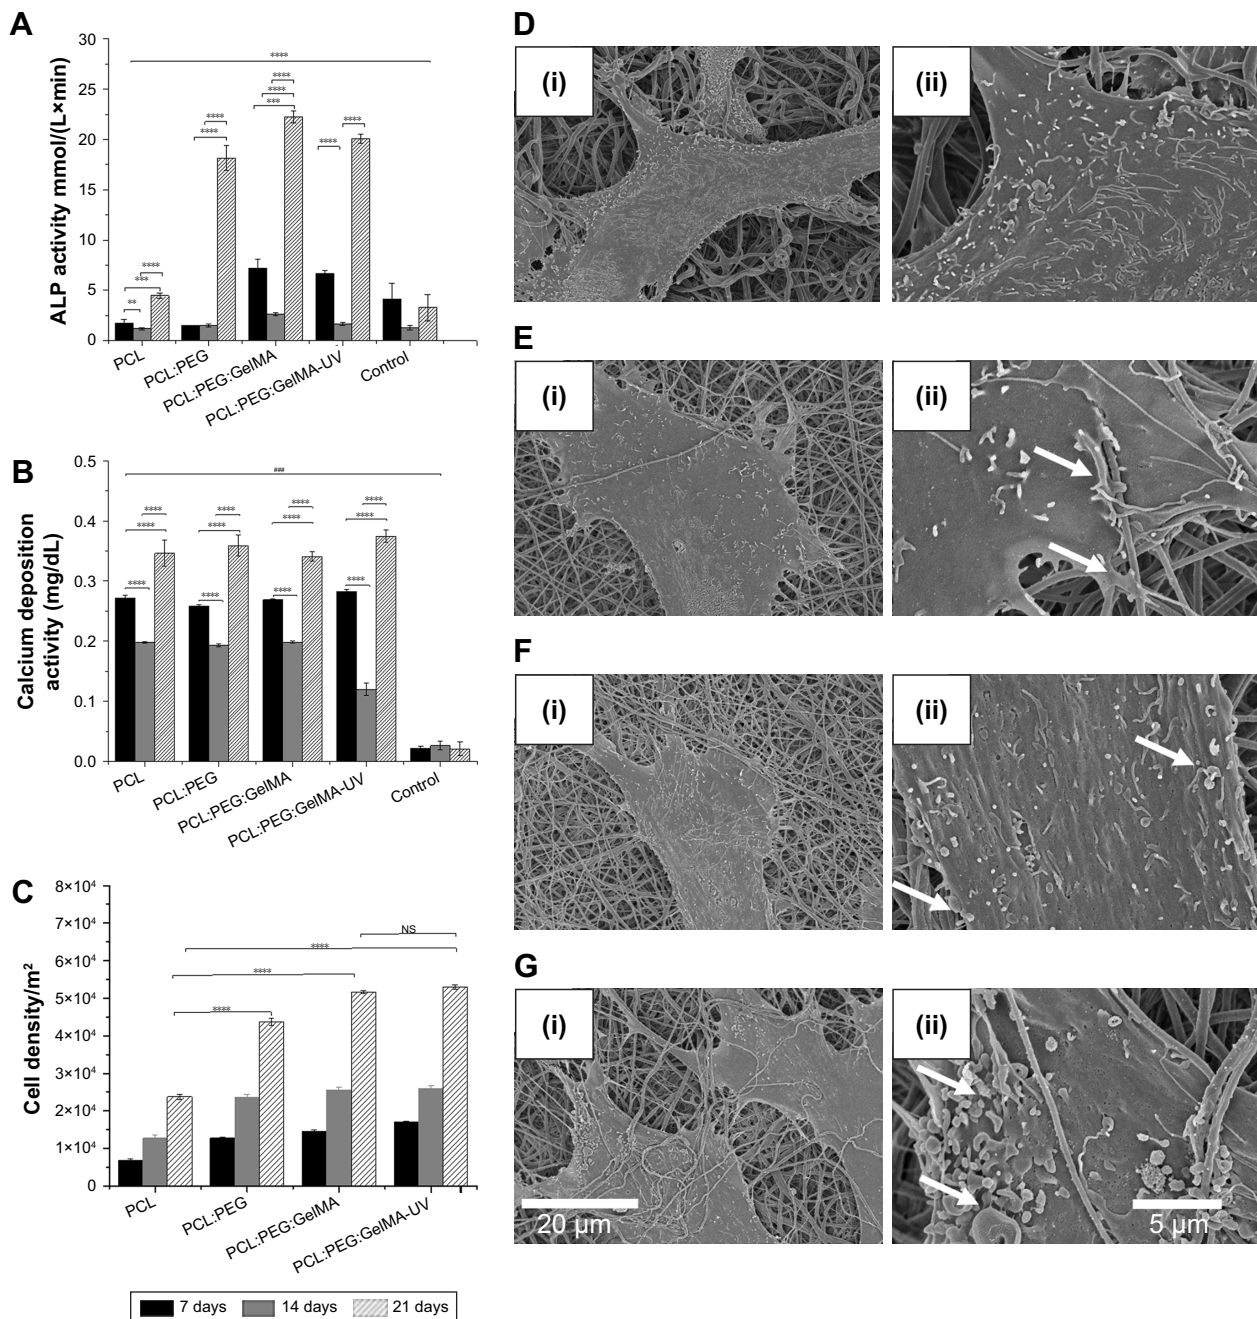 A
ALP activity mmol/(L×min)
30
25
20
15
10
5
0
****
**
***
****
****
****
***
****
****
****
****
PCL
PCL:PEG
PCL:PEG:GelMA
PCL:PEG:GelMA-UV
Control
B
Calcium deposition
activity (mg/dL)
0.5
0.4
0.3
0.2
0.1
0.0
###
****
****
****
****
****
****
****
****
****
****
****
****
PCL
PCL:PEG
PCL:PEG:GelMA
PCL:PEG:GelMA-UV
Control
C
Cell density/m²
8×10⁴
7×10⁴
6×10⁴
5×10⁴
4×10⁴
3×10⁴
2×10⁴
1×10⁴
0
NS
****
****
****
PCL
PCL:PEG
PCL:PEG:GelMA
PCL:PEG:GelMA-UV
7 days 14 days 21 days
D
(i)
(ii)
E
(i)
(ii)
F
(i)
(ii)
G
(i)
20 µm
(ii)
5 µm